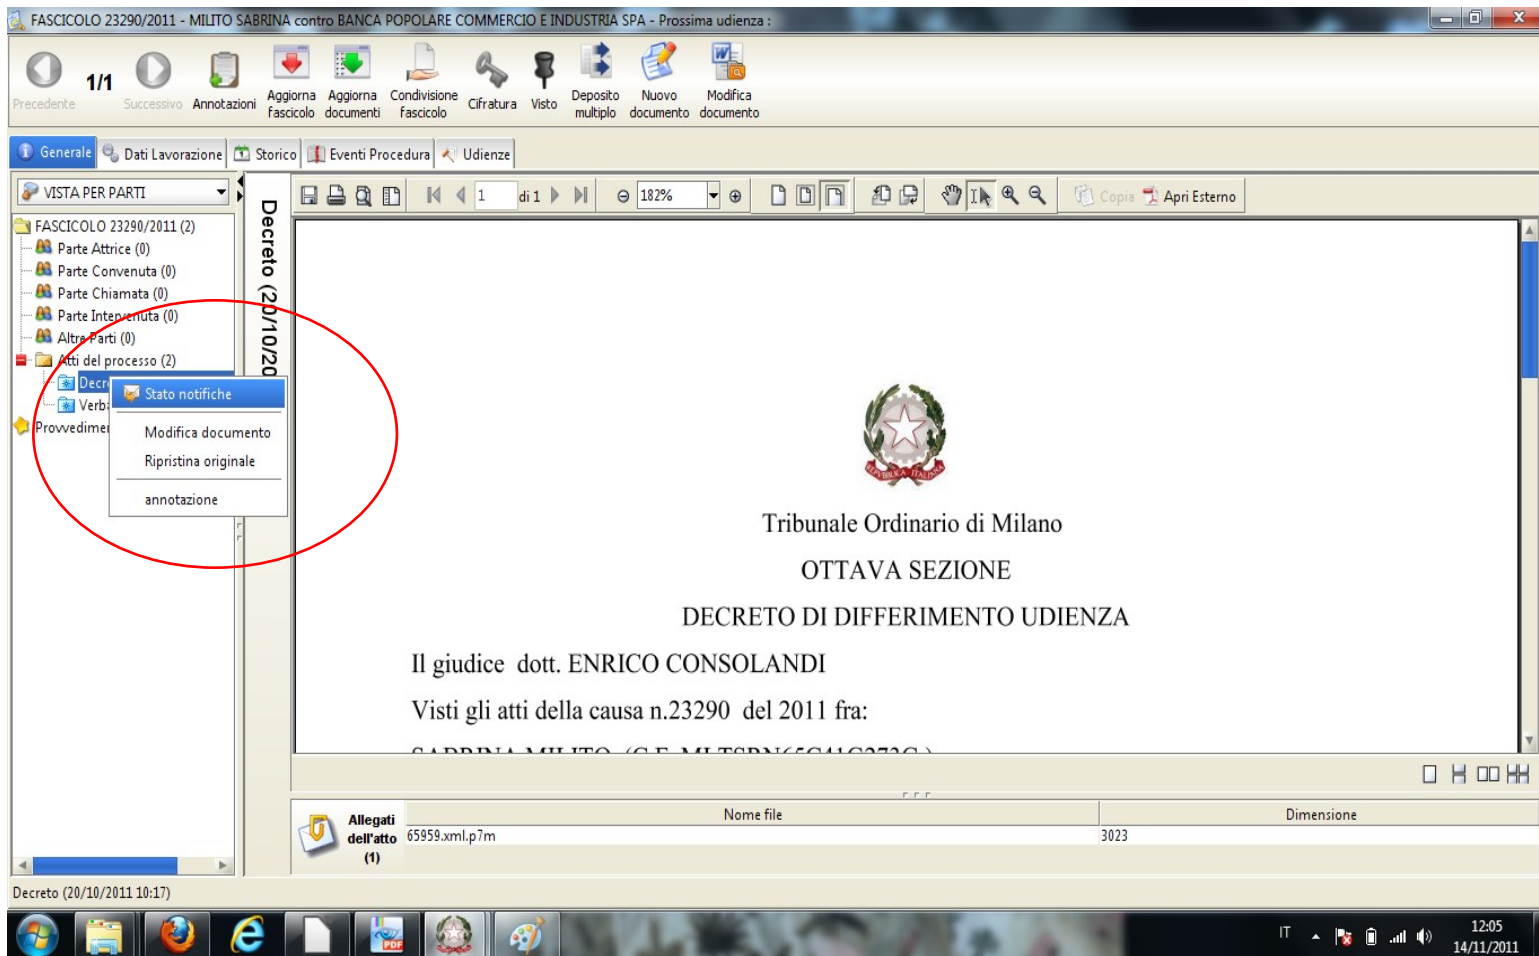 FASCICOLO 23290/2011 - MILITO SABRINA contro BANCA POPOLARE COMMERCIO E INDUSTRIA SPA - Prossima udienza :
Precedente
1/1
Successivo
Annotazioni
Aggiorna fascicolo
Aggiorna documenti
Condivisione fascicolo
Cifratura
Visto
Deposito multiplo
Nuovo documento
Modifica documento
Generale
Dati Lavorazione
Storico
Eventi Procedura
Udienze
VISTA PER PARTI
FASCICOLO 23290/2011 (2)
Parte Attrice (0)
Parte Convenuta (0)
Parte Chiamata (0)
Parte Intervenuta (0)
Altre Parti (0)
Atti del processo (2)
Decr
Verb
Provvedime
Stato notifiche
Modifica documento
Ripristina originale
annotazione
Decreto (20/10/20
1
di 1
182%
Copia
Apri Esterno
REPVBBLICA ITALIANA
Tribunale Ordinario di Milano
OTTAVA SEZIONE
DECRETO DI DIFFERIMENTO UDIENZA
Il giudice dott. ENRICO CONSOLANDI
Visti gli atti della causa n.23290 del 2011 fra:
SABRINA MILITO
Allegati
dell'atto
(1)
Nome file
Dimensione
65959.xml.p7m
3023
Decreto (20/10/2011 10:17)
PDF
IT
12:05
14/11/2011